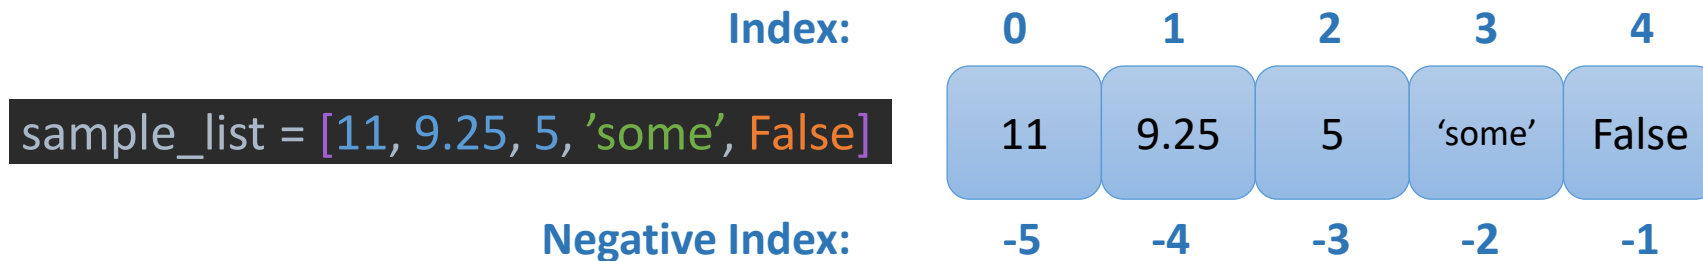 Index: 0 1 2 3 4
sample_list = [11, 9.25, 5, ’some’, False] 11 9.25 5 ‘some’ False
Negative Index: -5 -4 -3 -2 -1